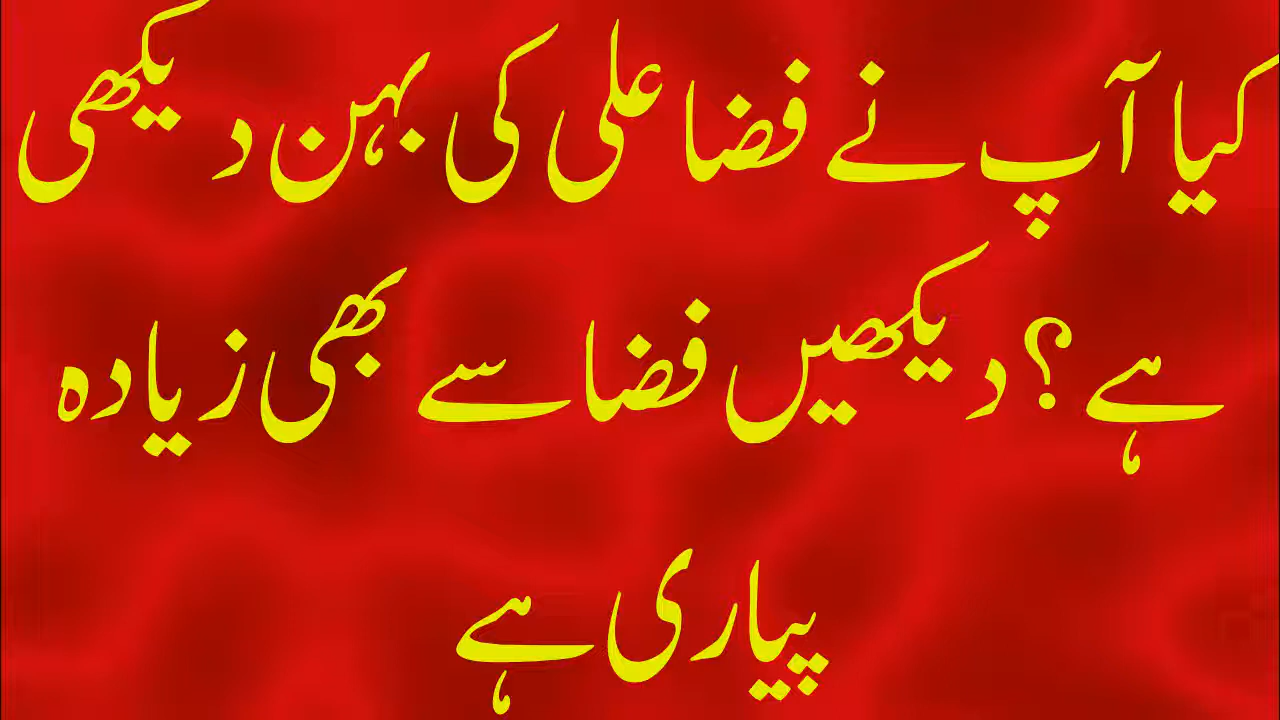 کیا آپ نے فضا علی کی بہن دیکھی
ہے؟ دیکھیں فضا سے بھی زیادہ
پیاری ہے